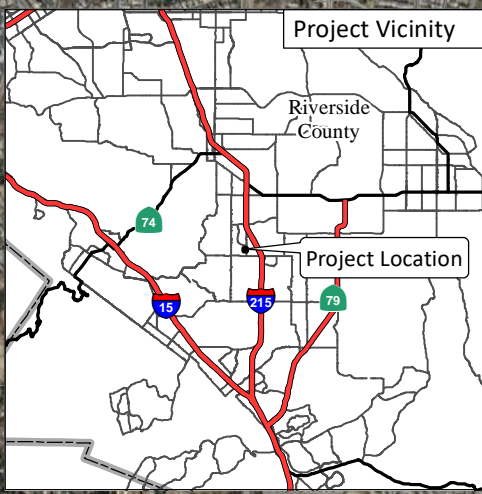 Project Vicinity
Riverside
County
74
Project Location
15
215
79